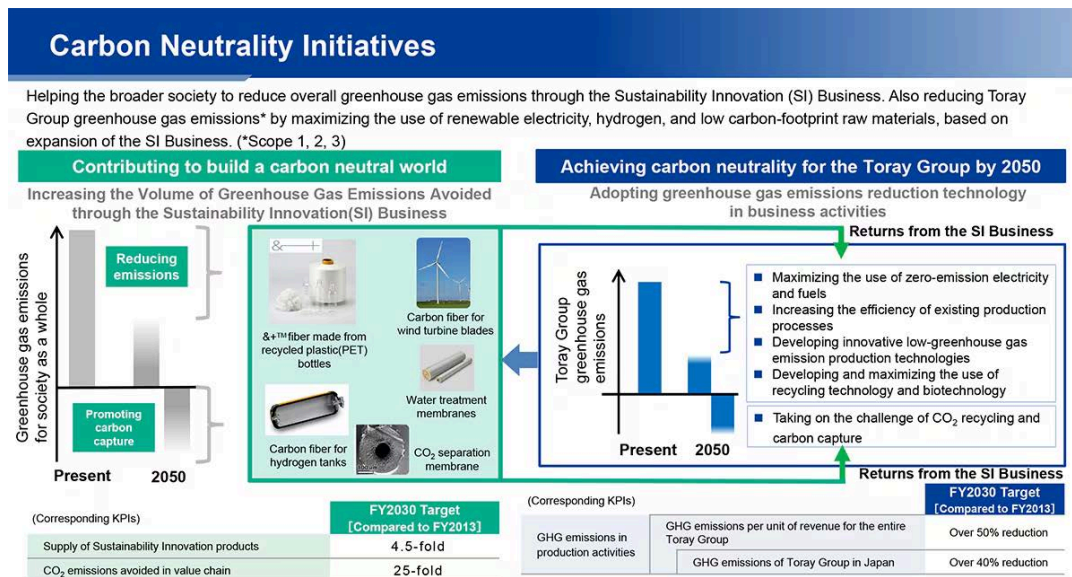 Carbon Neutrality Initiatives
Helping the broader society to reduce overall greenhouse gas emissions through the Sustainability Innovation (SI) Business. Also reducing Toray
Group greenhouse gas emissions* by maximizing the use of renewable electricity, hydrogen, and low carbon-footprint raw materials, based on
expansion of the SI Business. (*Scope 1, 2, 3)
Contributing to build a carbon neutral world
Increasing the Volume of Greenhouse Gas Emissions Avoided
through the Sustainability Innovation(SI) Business
Greenhouse gas emissions
for society as a whole
Reducing
emissions
Promoting
carbon
capture
Present
2050
&+
&+™fiber made from
recycled plastic(PET)
bottles
Carbon fiber for
wind turbine blades
Water treatment
membranes
Carbon fiber for
hydrogen tanks
CO₂ separation
membrane
Achieving carbon neutrality for the Toray Group by 2050
Adopting greenhouse gas emissions reduction technology
in business activities
Returns from the SI Business
Toray Group
greenhouse gas
emissions
Present
2050
■ Maximizing the use of zero-emission electricity
and fuels
■ Increasing the efficiency of existing production
processes
■ Developing innovative low-greenhouse gas
emission production technologies
■ Developing and maximizing the use of
recycling technology and biotechnology
■ Taking on the challenge of CO₂ recycling and
carbon capture
Returns from the SI Business
(Corresponding KPIs)
FY2030 Target
[Compared to FY2013]
Supply of Sustainability Innovation products
4.5-fold
CO₂ emissions avoided in value chain
25-fold
(Corresponding KPIs)
FY2030 Target
[Compared to FY2013]
GHG emissions in
production activities
GHG emissions per unit of revenue for the entire
Toray Group
Over 50% reduction
GHG emissions of Toray Group in Japan
Over 40% reduction